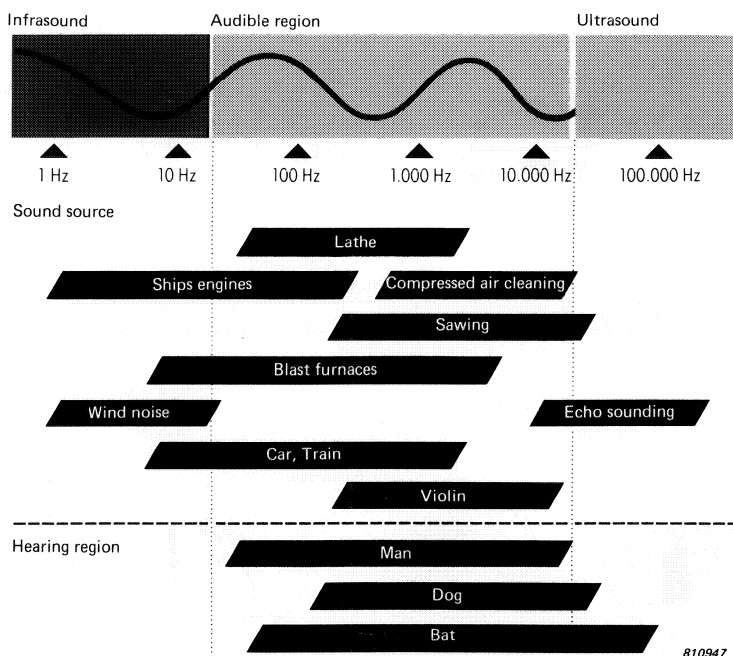 Infrasound Audible region Ultrasound
1 Hz 10 Hz 100 Hz 1.000 Hz 10.000 Hz 100.000 Hz
Sound source
Lathe
Ships engines Compressed air cleaning
Sawing
Blast furnaces
Wind noise Echo sounding
Car, Train
Violin
Hearing region
Man
Dog
Bat
810947